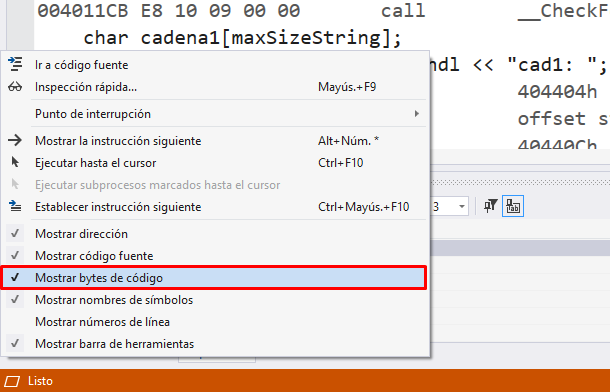 004011CB E8 10 09 00 00 call __CheckF
char cadena1[maxSizeString];
ndl << "cad1: ";
Ir a código fuente
Inspección rápida... Mayús.+F9
404404h
Punto de interrupción
offset s
Mostrar la instrucción siguiente Alt+Núm. *
40440Ch
Ejecutar hasta el cursor Ctrl+F10
Ejecutar subprocesos marcados hasta el cursor
Establecer instrucción siguiente Ctrl+Mayús.+F10
3
Mostrar dirección
Mostrar código fuente
Mostrar bytes de código
Mostrar nombres de símbolos
Mostrar números de línea
Mostrar barra de herramientas
Listo